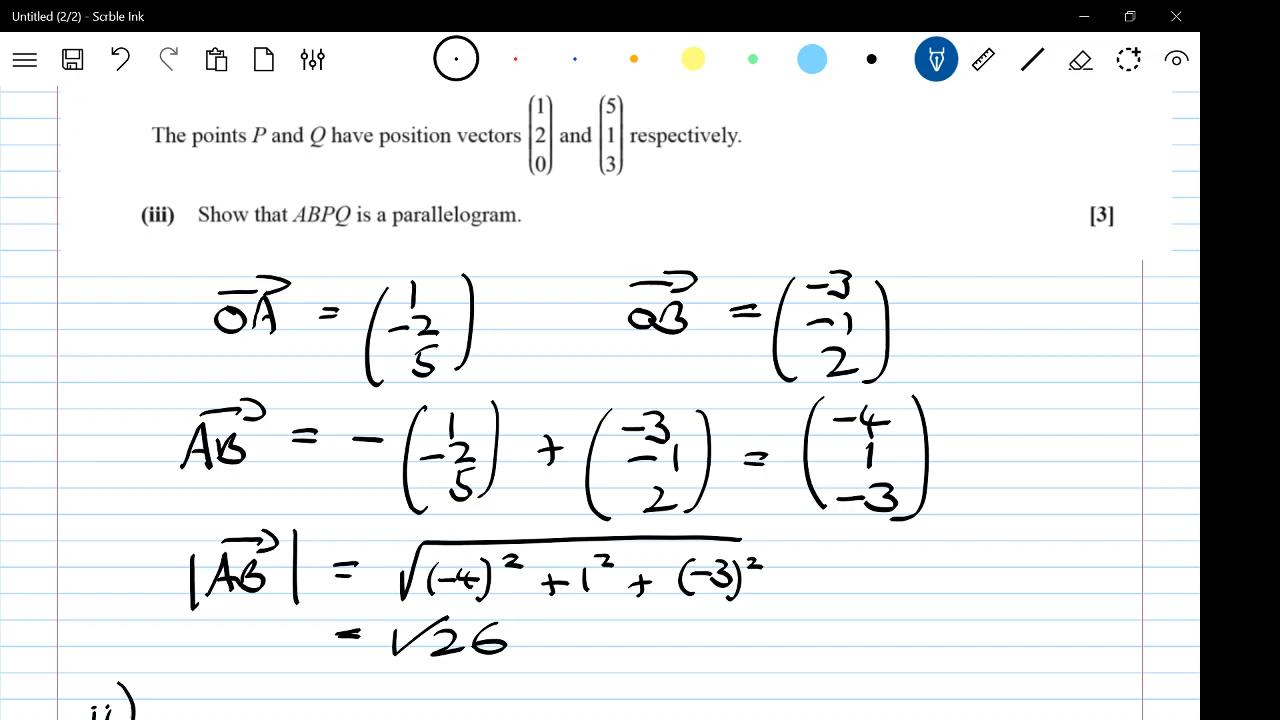 Untitled (2/2) - Scrble Ink
The points P and Q have position vectors (1 2 0) and (5 1 3) respectively.
(iii) Show that ABPQ is a parallelogram. [3]
OA = (1 -2 5) OB = (-3 -1 2)
AB = - (1 -2 5) + (-3 -1 2) = (-4 1 -3)
|AB| = √(-4)² + 1² + (-3)²
= √26
ii)